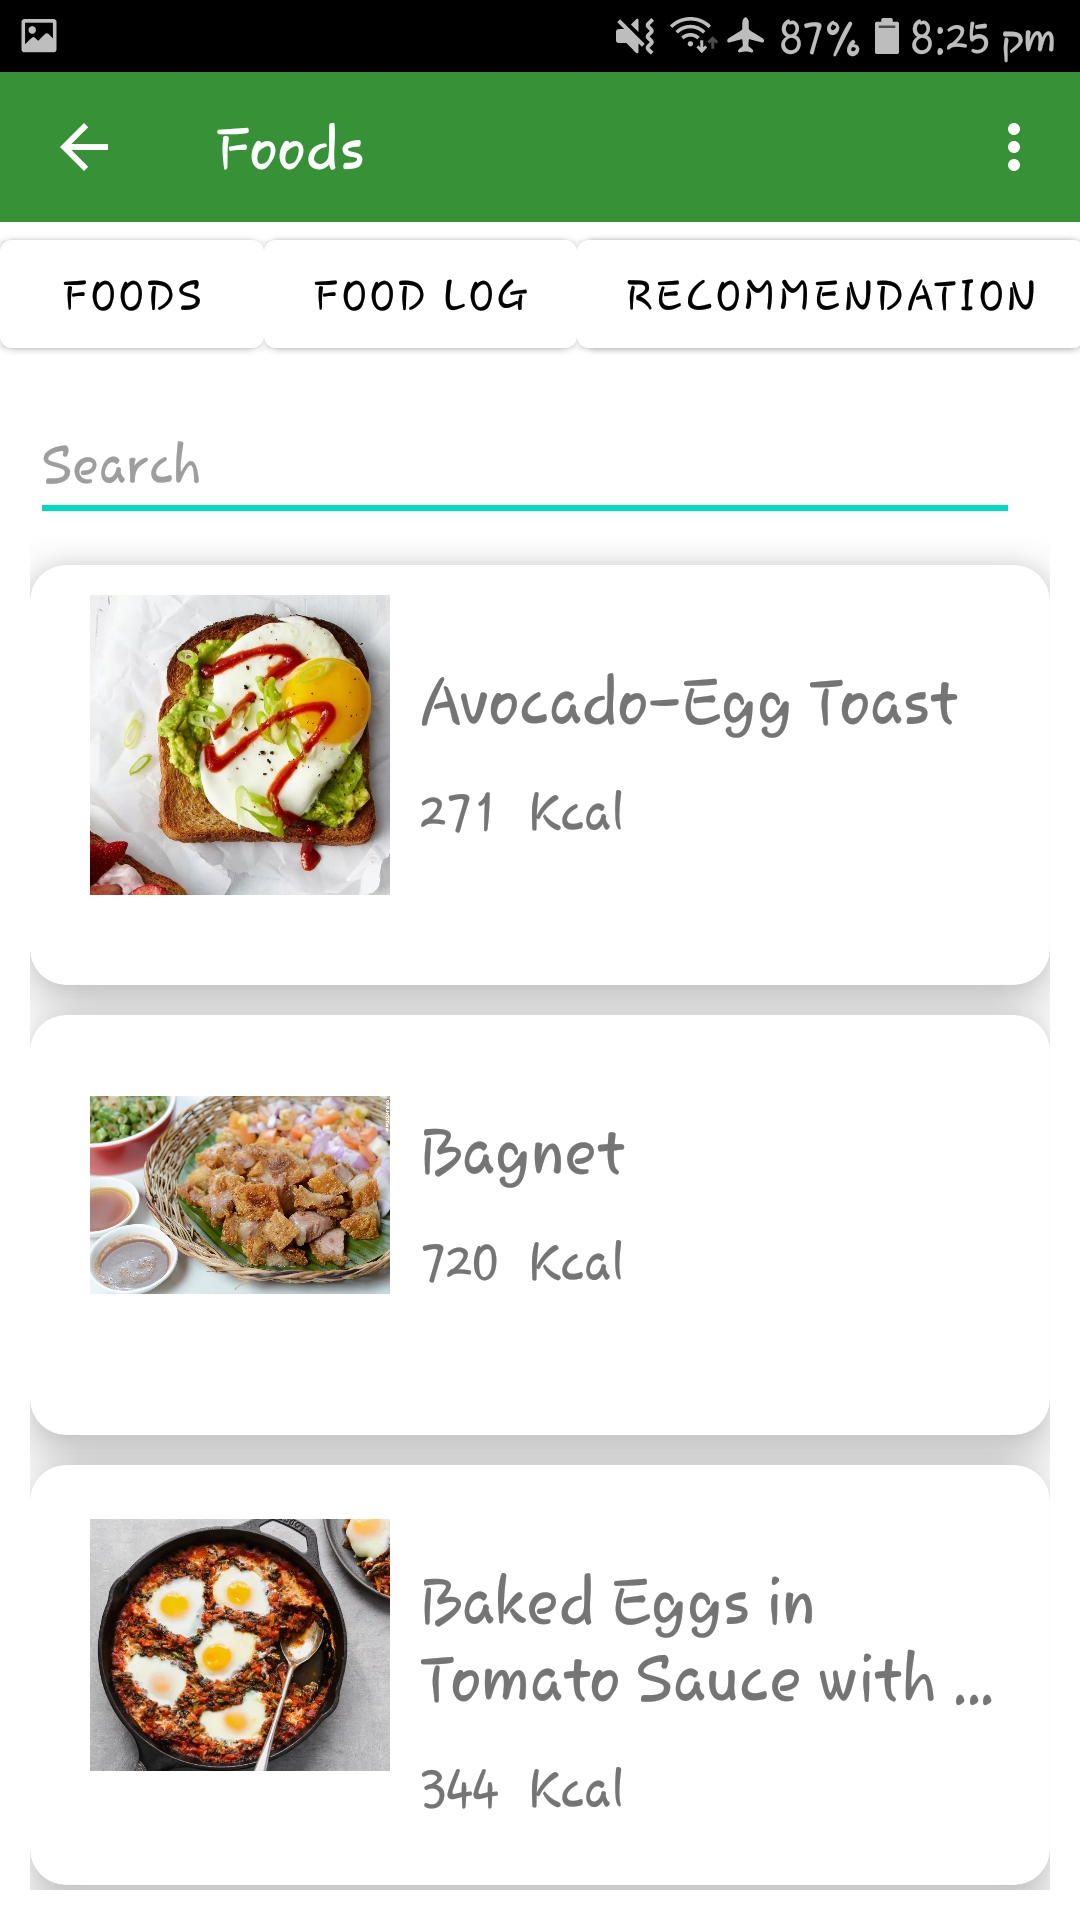 87% 8:25 pm
Foods
FOODS FOOD LOG RECOMMENDATION
Search
Avocado-Egg Toast
271 Kcal
Bagnet
720 Kcal
Baked Eggs in
Tomato Sauce with ...
344 Kcal